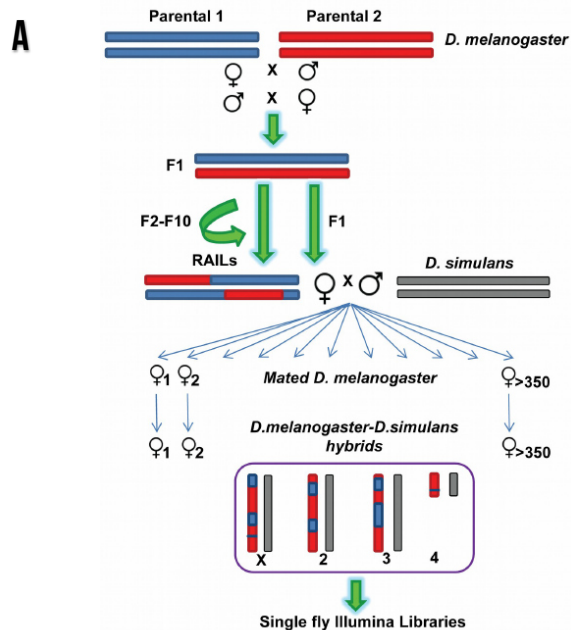 A
Parental 1 Parental 2
D. melanogaster
♀ X ♂
♂ X ♀
F1
F2-F10 F1
RAILs
♀ X ♂ D. simulans
♀1 ♀2 Mated D. melanogaster ♀>350
D.melanogaster-D.simulans
♀1 ♀2 hybrids ♀>350
X 2 3 4
Single fly Illumina Libraries